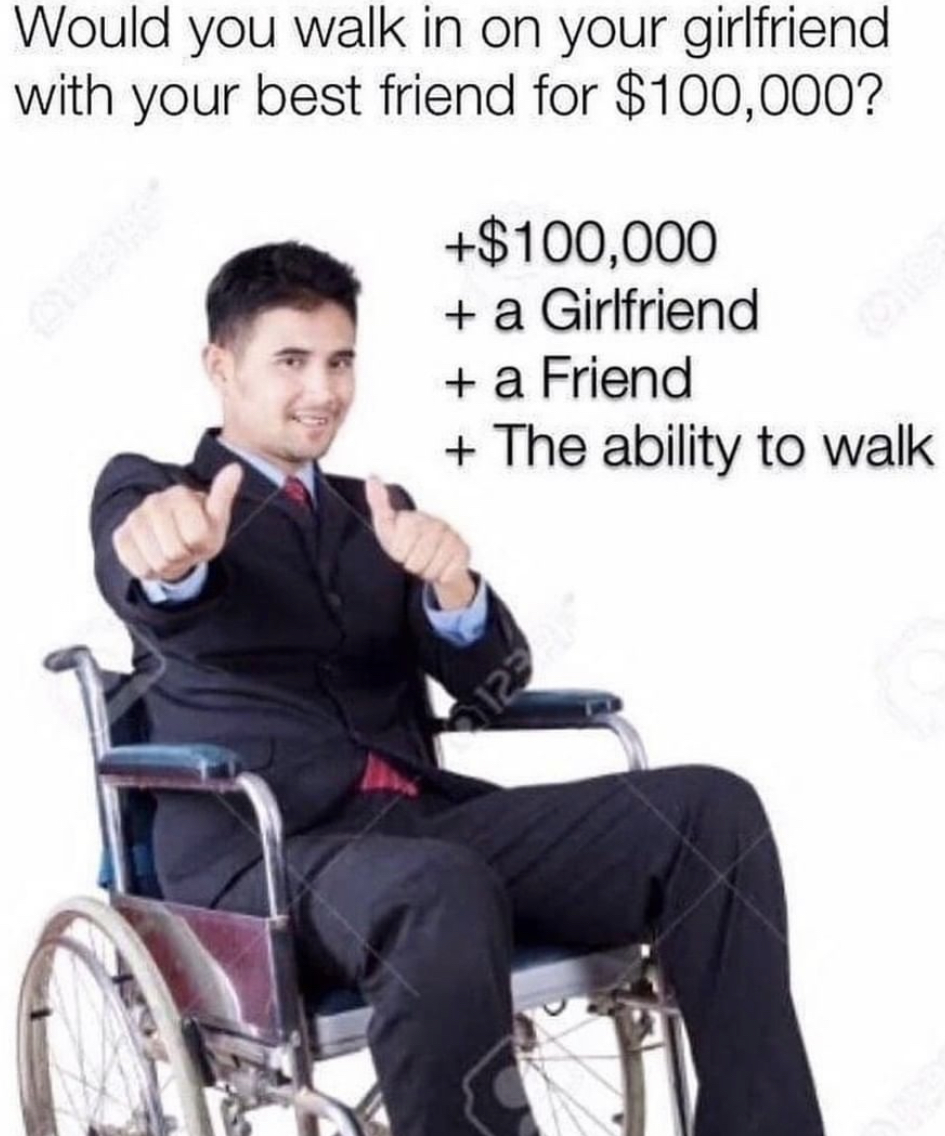 Would you walk in on your girlfriend
with your best friend for $100,000?
+$100,000
+ a Girlfriend
+ a Friend
+ The ability to walk
123